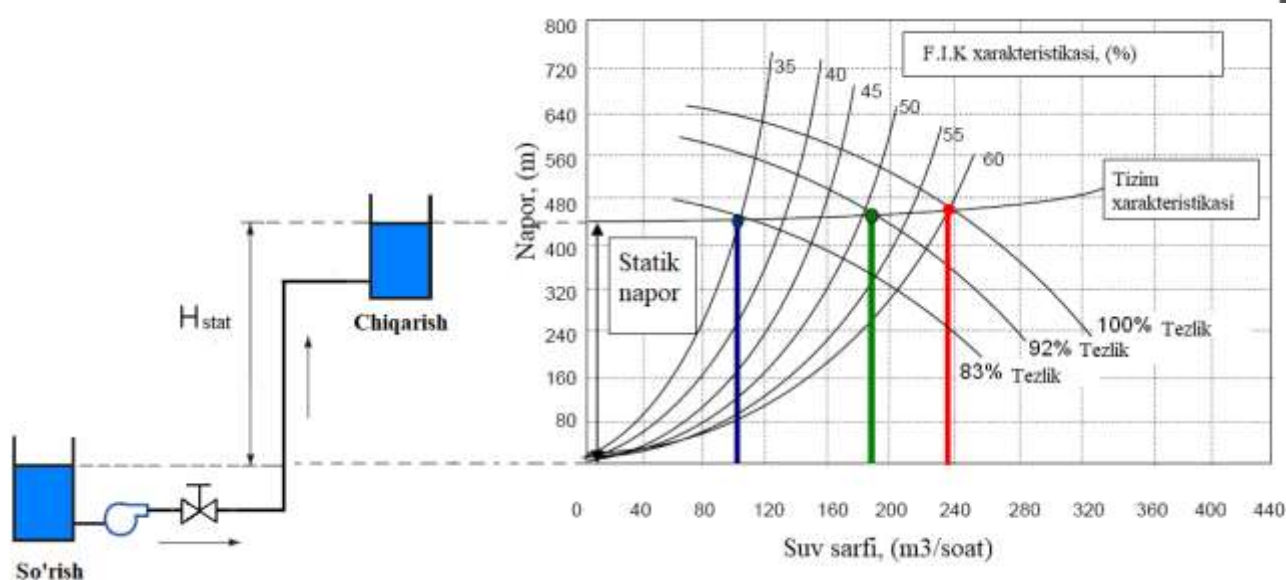 H stat
Chiqarish
So'rish
Napor, (m)
800
720
640
560
480
400
320
240
160
80
0 40 80 120 160 200 240 280 320 360 400 440
Suv sarfi, (m3/soat)
F.I.K xarakteristikasi, (%)
35
40
45
50
55
60
Tizim
xarakteristikasi
Statik
napor
100% Tezlik
92% Tezlik
83% Tezlik